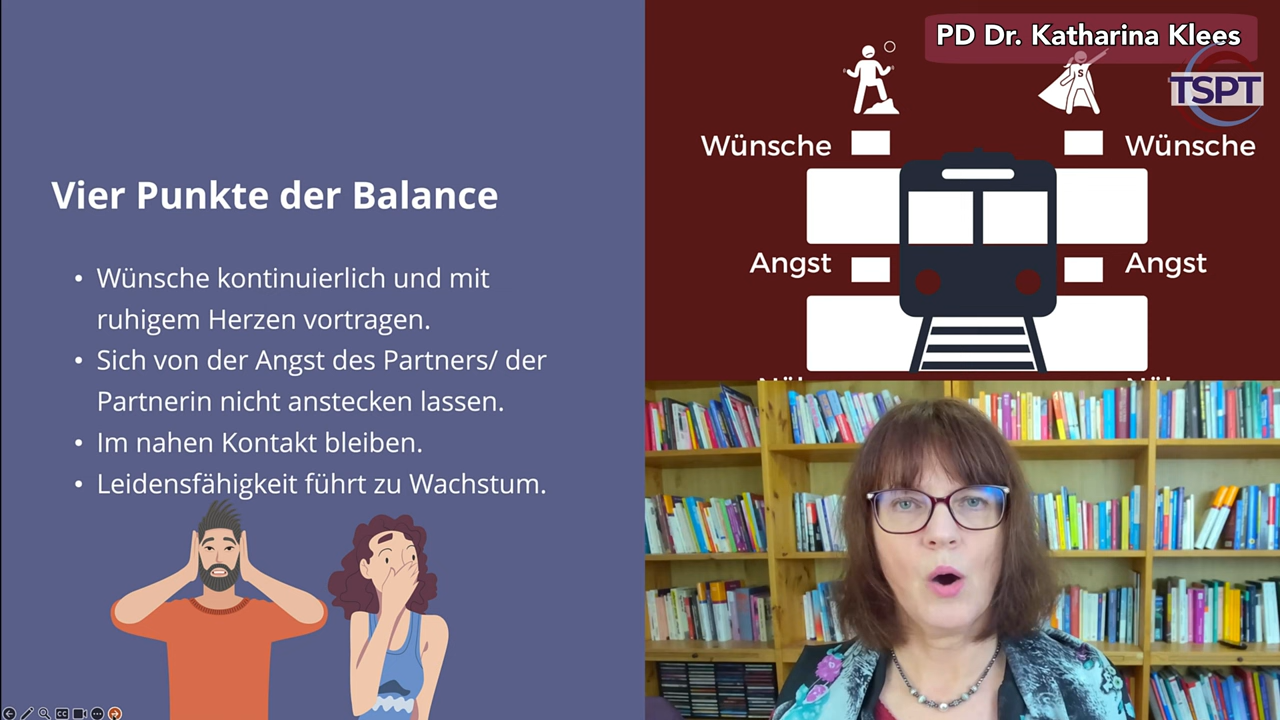 Vier Punkte der Balance
• Wünsche kontinuierlich und mit
ruhigem Herzen vortragen.
• Sich von der Angst des Partners/ der
Partnerin nicht anstecken lassen.
• Im nahen Kontakt bleiben.
• Leidensfähigkeit führt zu Wachstum.
PD Dr. Katharina Klees
S
TSPT
Wünsche
Wünsche
Angst
Angst